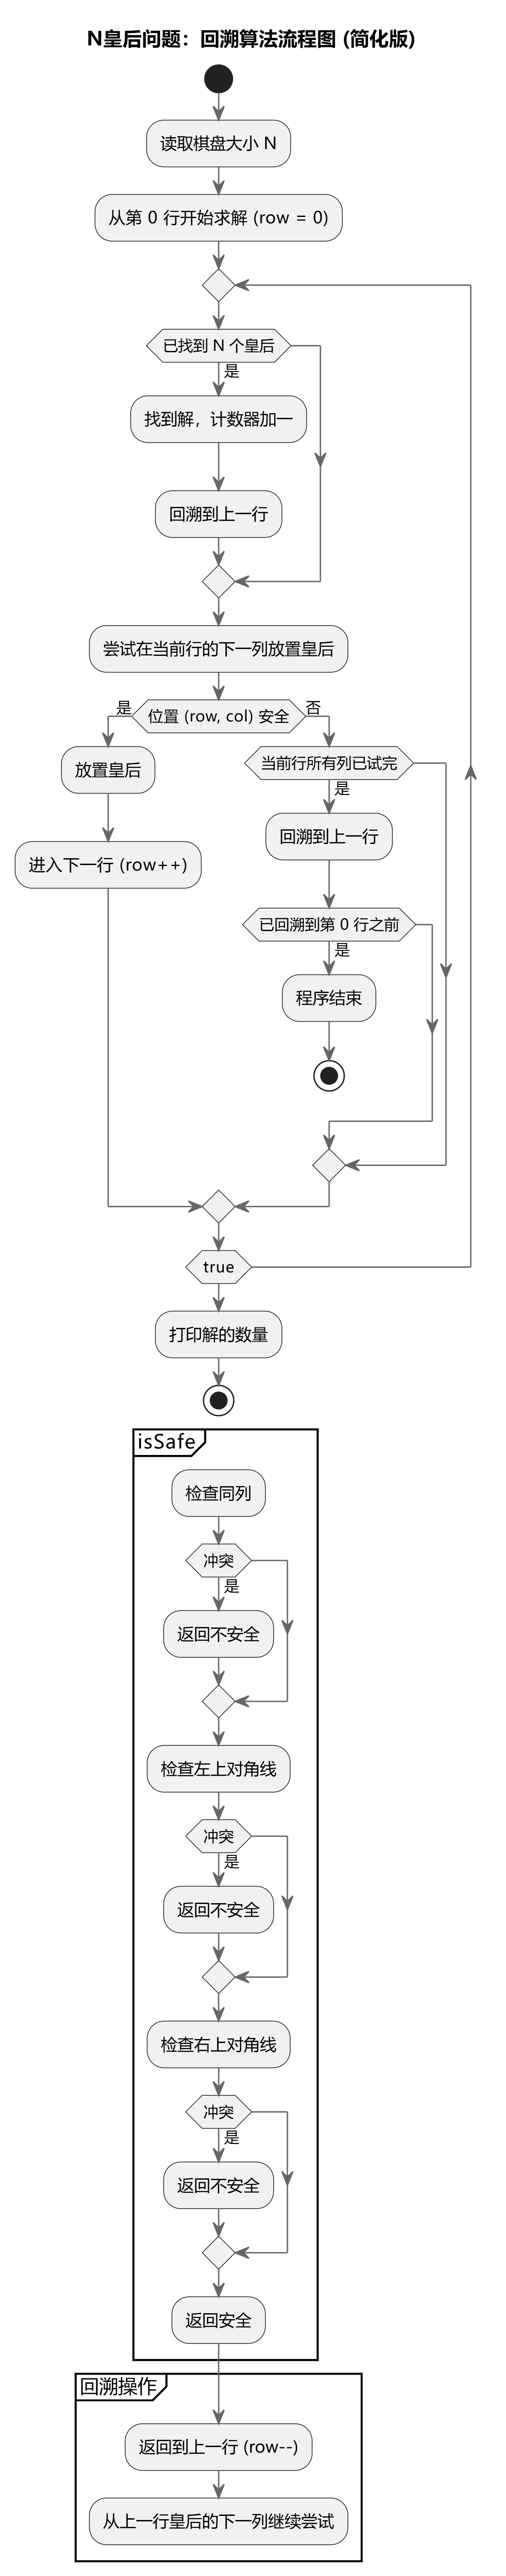 N皇后问题：回溯算法流程图 (简化版)
读取棋盘大小 N
从第 0 行开始求解 (row = 0)
已找到 N 个皇后
是
找到解，计数器加一
回溯到上一行
尝试在当前行的下一列放置皇后
是
位置 (row, col) 安全
否
放置皇后
进入下一行 (row++)
当前行所有列已试完
是
回溯到上一行
已回溯到第 0 行之前
是
程序结束
true
打印解的数量
isSafe
检查同列
冲突
是
返回不安全
检查左上对角线
冲突
是
返回不安全
检查右上对角线
冲突
是
返回不安全
返回安全
回溯操作
返回到上一行 (row--)
从上一行皇后的下一列继续尝试